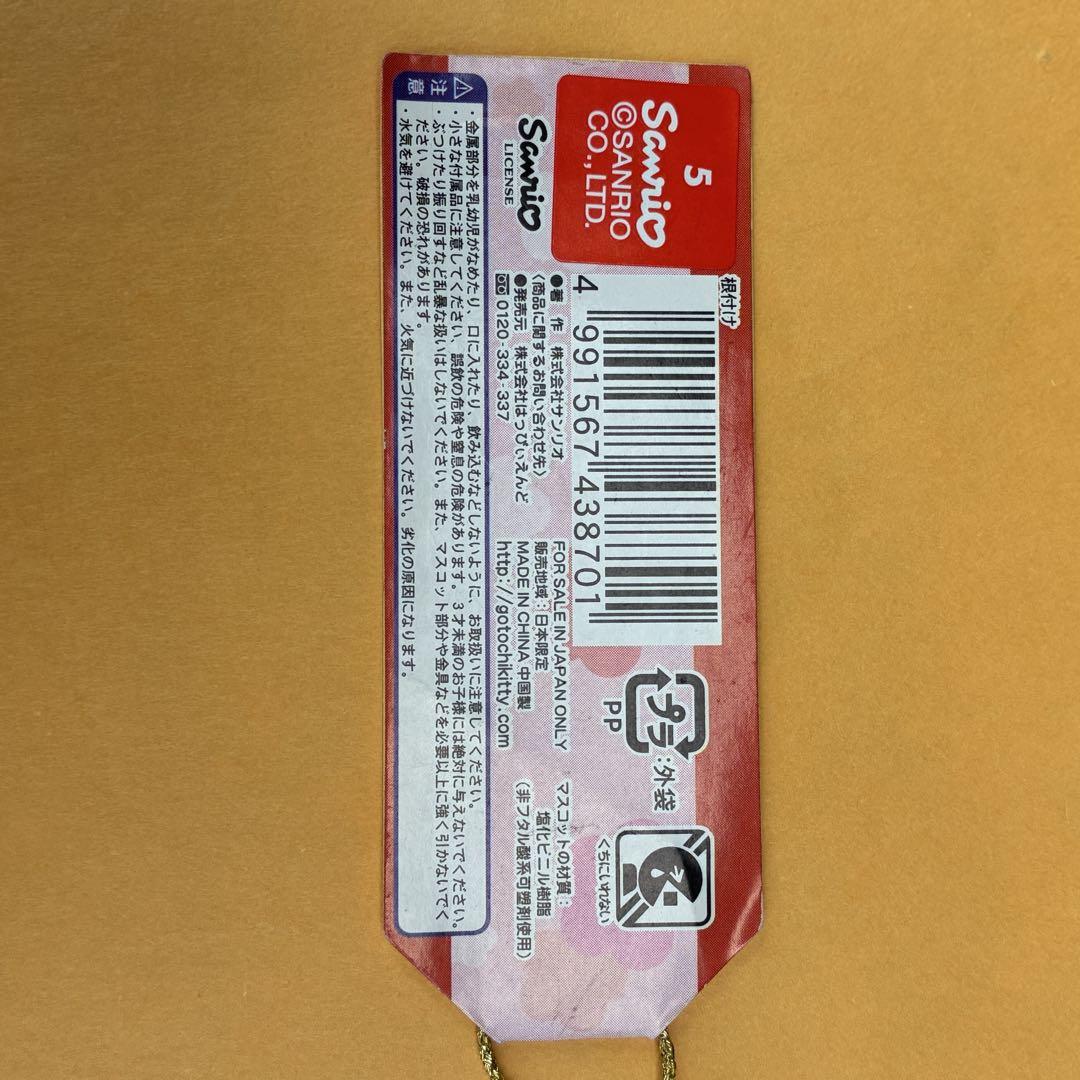 5
Sanrio
©SANRIO
CO., LTD.
Sanrio
LICENSE
根付け
4 991567 438701
プラ:外袋
PP
くちにいれない
●著 作 株式会社サンリオ
〈商品に関するお問い合わせ先〉
●発売元 株式会社はっぴぃえんど
0120-334-337
FOR SALE IN JAPAN ONLY
販売地域:日本限定
MADE IN CHINA 中国製
http://gotochikitty.com
マスコットの材質:
塩化ビニル樹脂
(非フタル酸系可塑剤使用)
⚠注意
・金属部分を乳幼児がなめたり、口に入れたり、飲み込むなどしないように、お取扱いに注意してください。
・小さな付属品に注意してください、誤飲の危険や窒息の危険があります。3才未満のお子様には絶対に与えないでください。
・ぶつけたり振り回すなど乱暴な扱いはしないでください。また、マスコット部分や金具などを必要以上に強く引かないでく
ださい。破損の恐れがあります。
・水気を避けてください。また、火気に近づけないでください。劣化の原因になります。